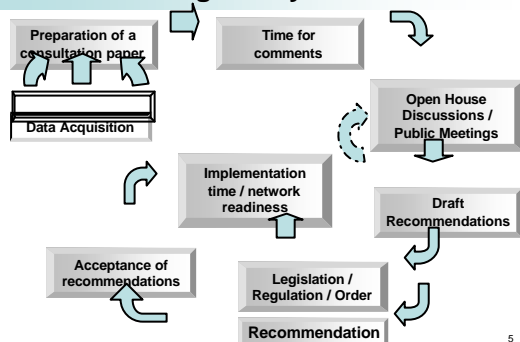 Preparation of a
consultation paper
Time for
comments
Data Acquisition
Open House
Discussions /
Public Meetings
Implementation
time / network
readiness
Draft
Recommendations
Acceptance of
recommendations
Legislation /
Regulation / Order
Recommendation
5